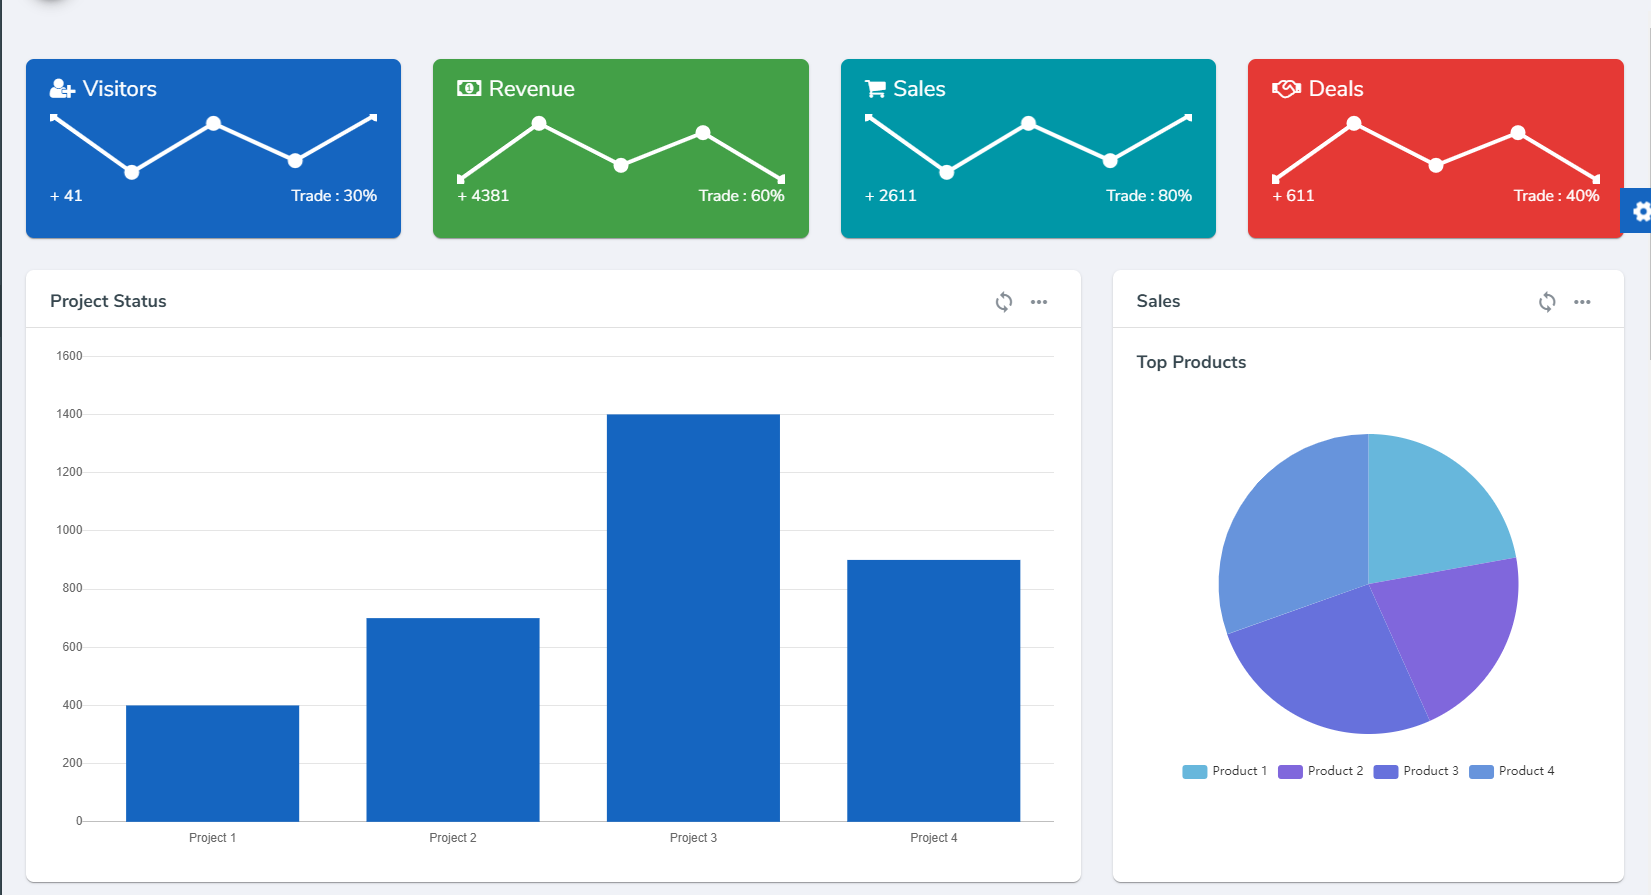 Visitors
+ 41 Trade : 30%
Revenue
+ 4381 Trade : 60%
Sales
+ 2611 Trade : 80%
Deals
+ 611 Trade : 40%
Project Status
1600
1400
1200
1000
800
600
400
200
0
Project 1 Project 2 Project 3 Project 4
Sales
Top Products
Product 1 Product 2 Product 3 Product 4